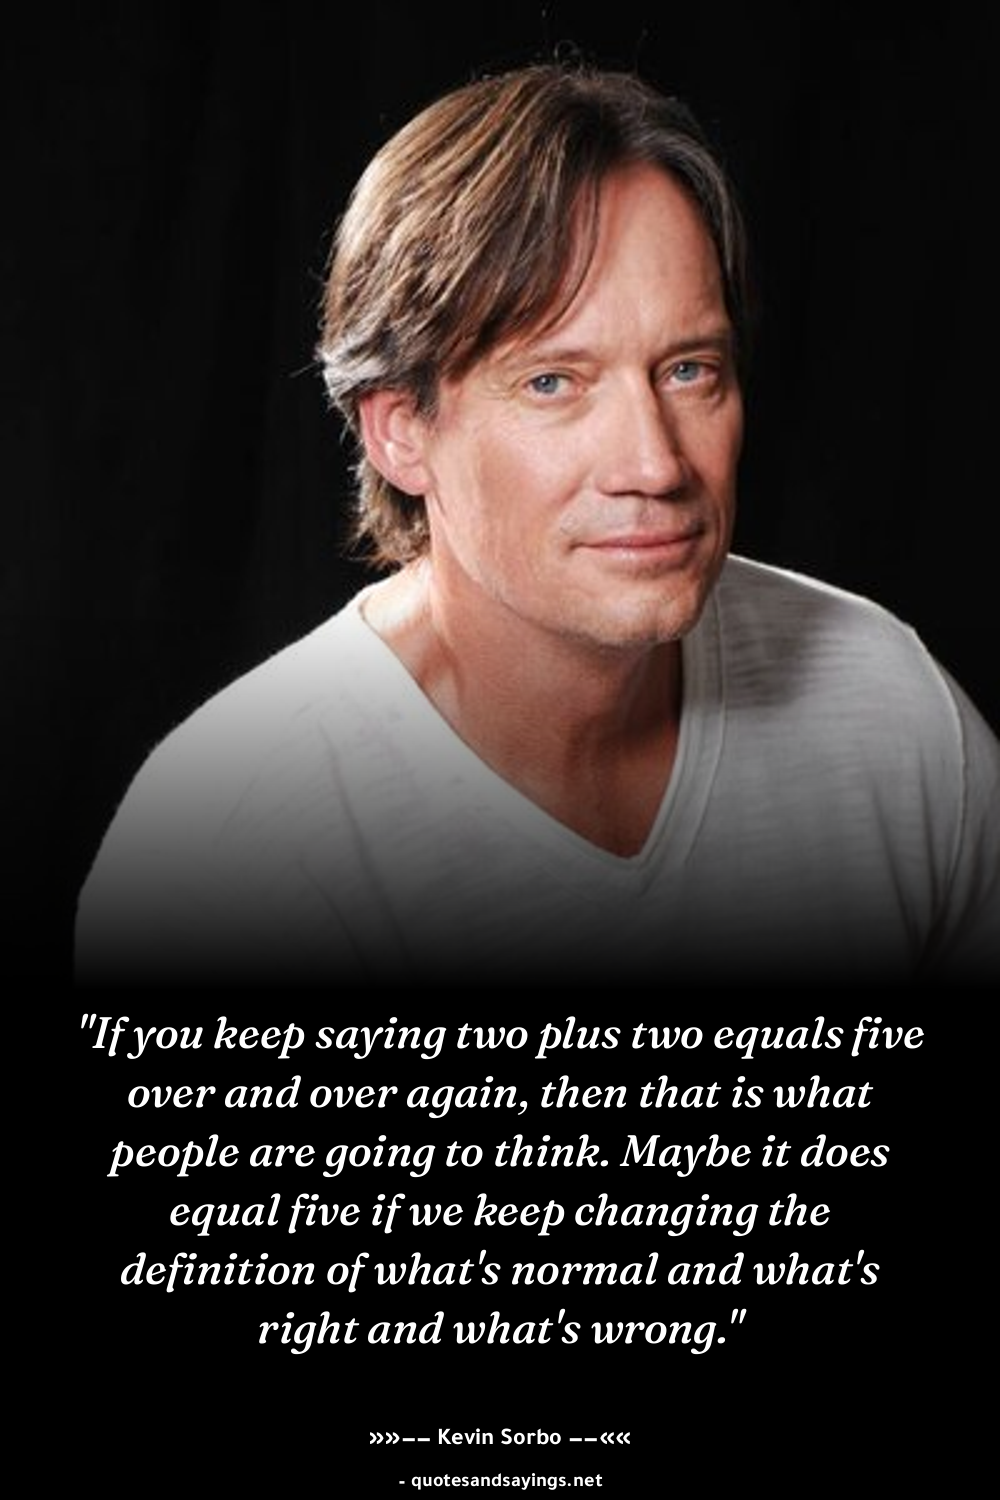 "If you keep saying two plus two equals five
over and over again, then that is what
people are going to think. Maybe it does
equal five if we keep changing the
definition of what's normal and what's
right and what's wrong."
»»−− Kevin Sorbo −−««
- quotesandsayings.net